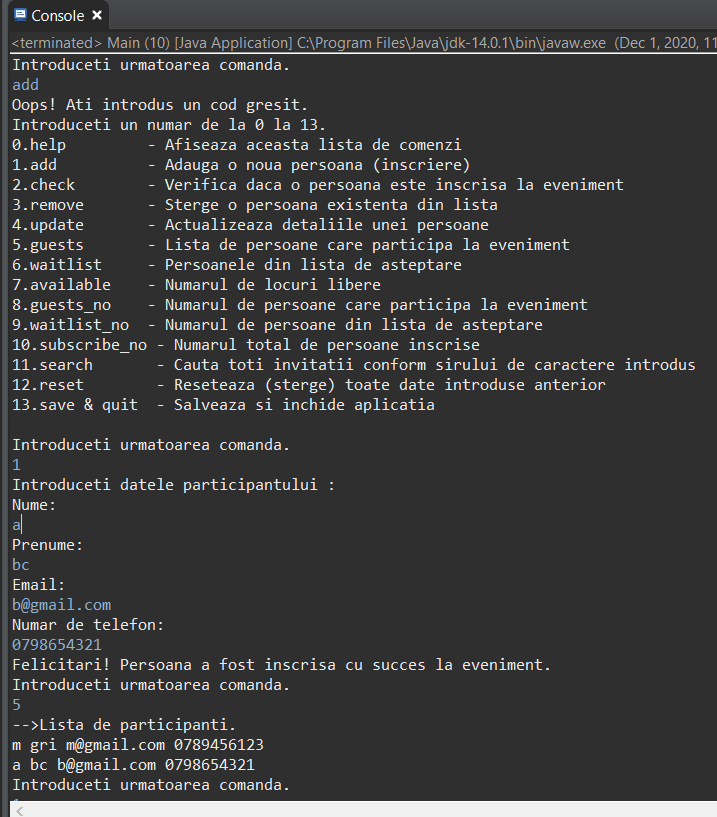 Console
<terminated> Main (10) [Java Application] C:\Program Files\Java\jdk-14.0.1\bin\javaw.exe (Dec 1, 2020, 11
Introduceti urmatoarea comanda.
add
Oops! Ati introdus un cod gresit.
Introduceti un numar de la 0 la 13.
0.help - Afiseaza aceasta lista de comenzi
1.add - Adauga o noua persoana (inscriere)
2.check - Verifica daca o persoana este inscrisa la eveniment
3.remove - Sterge o persoana existenta din lista
4.update - Actualizeaza detaliile unei persoane
5.guests - Lista de persoane care participa la eveniment
6.waitlist - Persoanele din lista de asteptare
7.available - Numarul de locuri libere
8.guests_no - Numarul de persoane care participa la eveniment
9.waitlist_no - Numarul de persoane din lista de asteptare
10.subscribe_no - Numarul total de persoane inscrise
11.search - Cauta toti invitatii conform sirului de caractere introdus
12.reset - Reseteaza (sterge) toate date introduse anterior
13.save & quit - Salveaza si inchide aplicatia
Introduceti urmatoarea comanda.
1
Introduceti datele participantului :
Nume:
a
Prenume:
bc
Email:
b@gmail.com
Numar de telefon:
0798654321
Felicitari! Persoana a fost inscrisa cu succes la eveniment.
Introduceti urmatoarea comanda.
5
-->Lista de participanti.
m gri m@gmail.com 0789456123
a bc b@gmail.com 0798654321
Introduceti urmatoarea comanda.